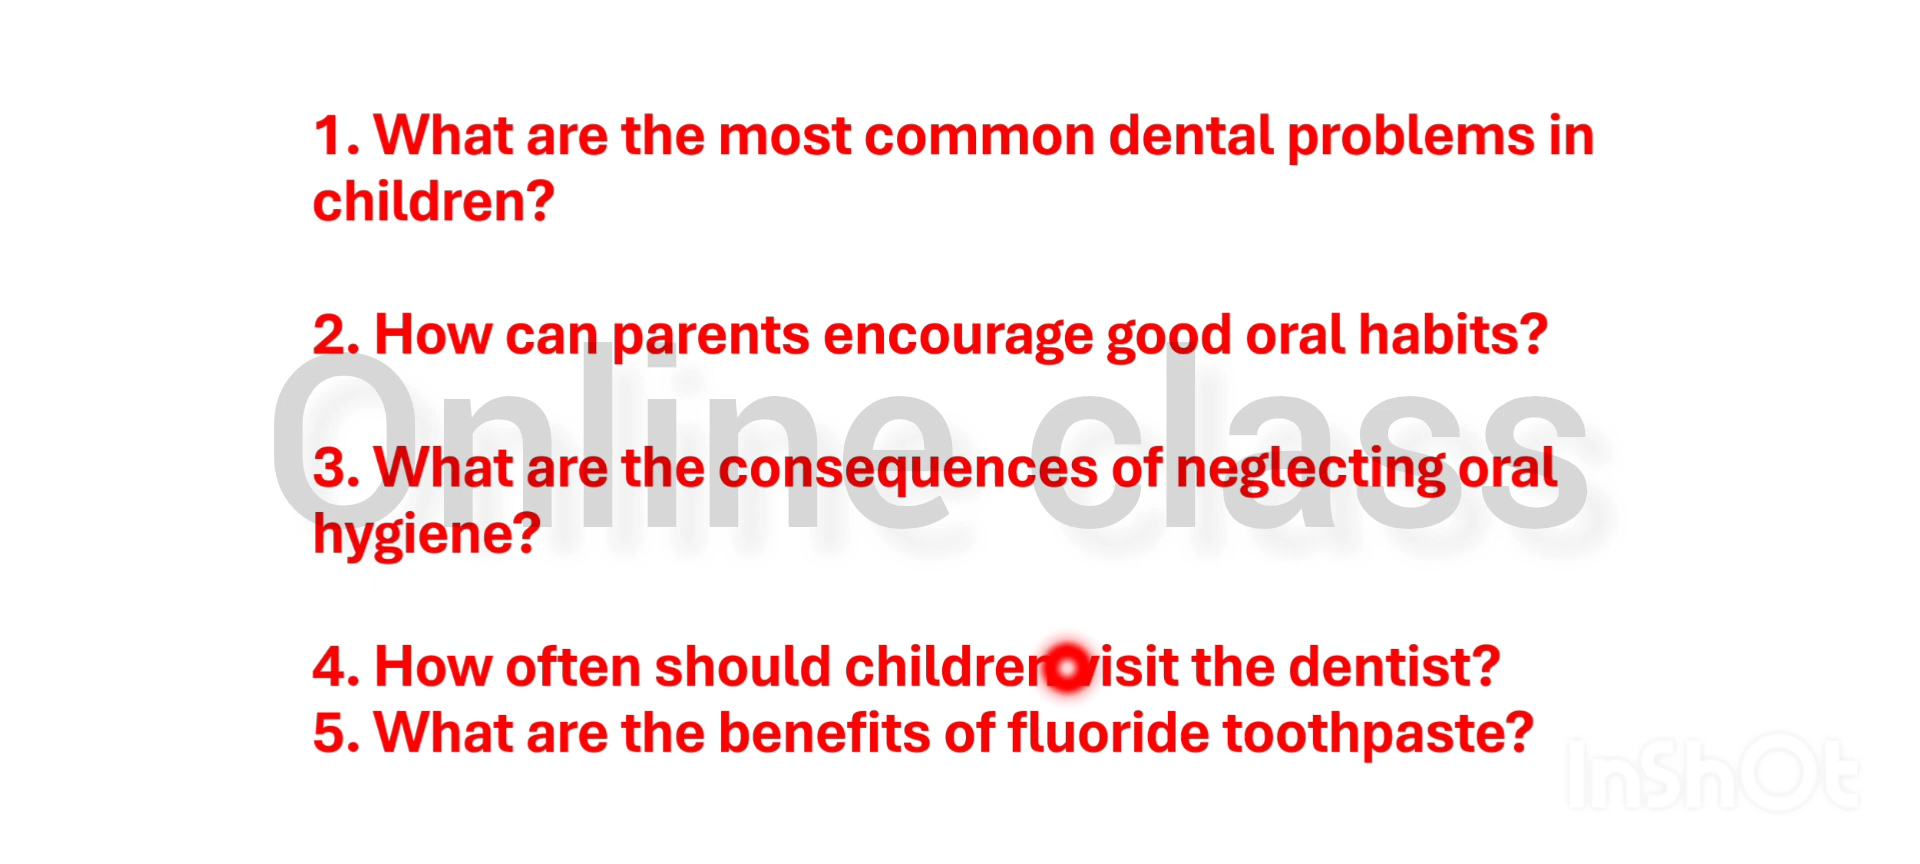 1. What are the most common dental problems in
children?
2. How can parents encourage good oral habits?
Online class
3. What are the consequences of neglecting oral
hygiene?
4. How often should children visit the dentist?
5. What are the benefits of fluoride toothpaste?
InShOt